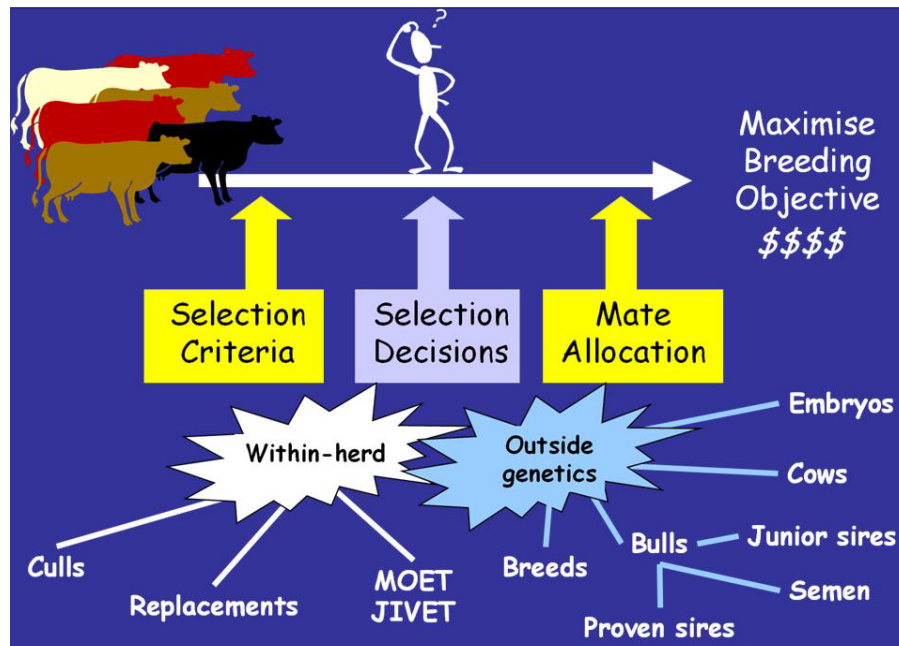 ?
Maximise
Breeding
Objective
$$$$
Selection
Criteria
Selection
Decisions
Mate
Allocation
Within-herd
Outside
genetics
Embryos
Cows
Bulls
Junior sires
Semen
Proven sires
Breeds
Culls
Replacements
MOET
JIVET